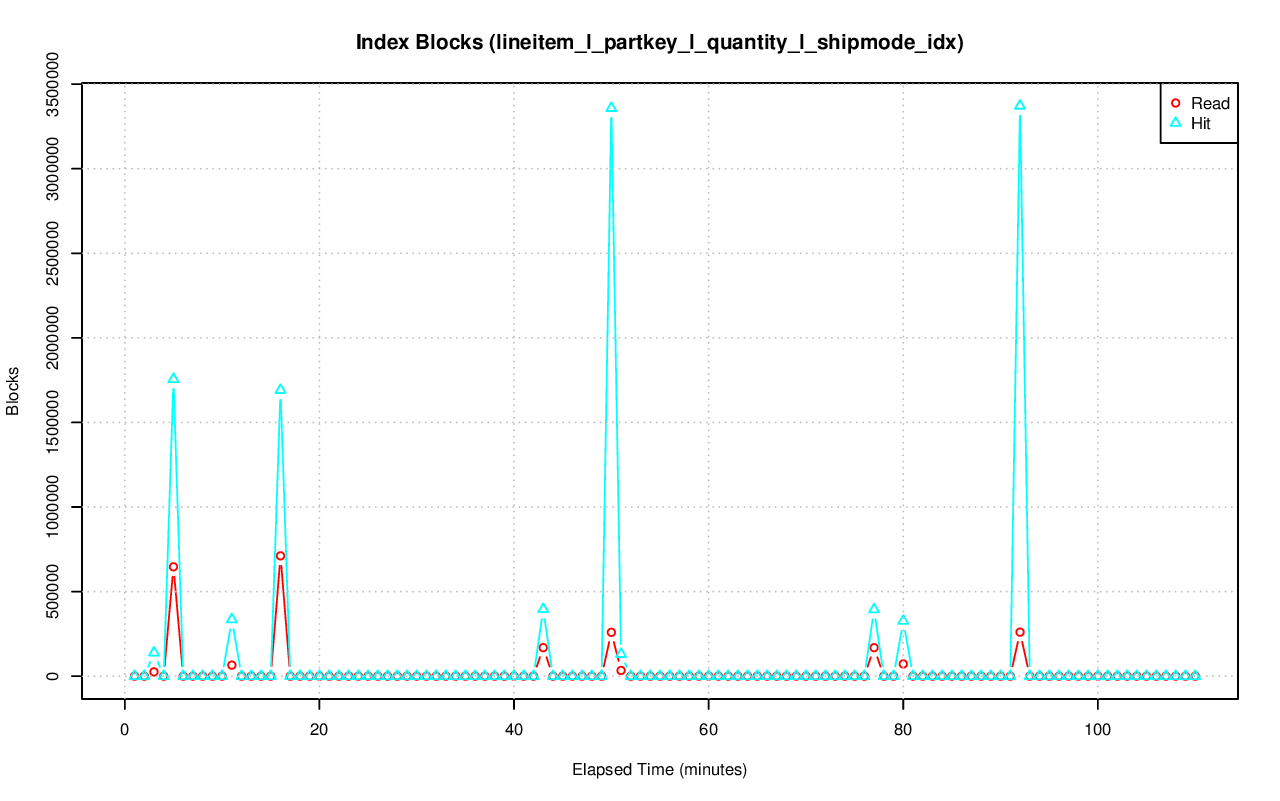 Index Blocks (lineitem_l_partkey_l_quantity_l_shipmode_idx)
Read
Hit
Blocks
3500000
3000000
2500000
2000000
1500000
1000000
500000
0
0 20 40 60 80 100
Elapsed Time (minutes)